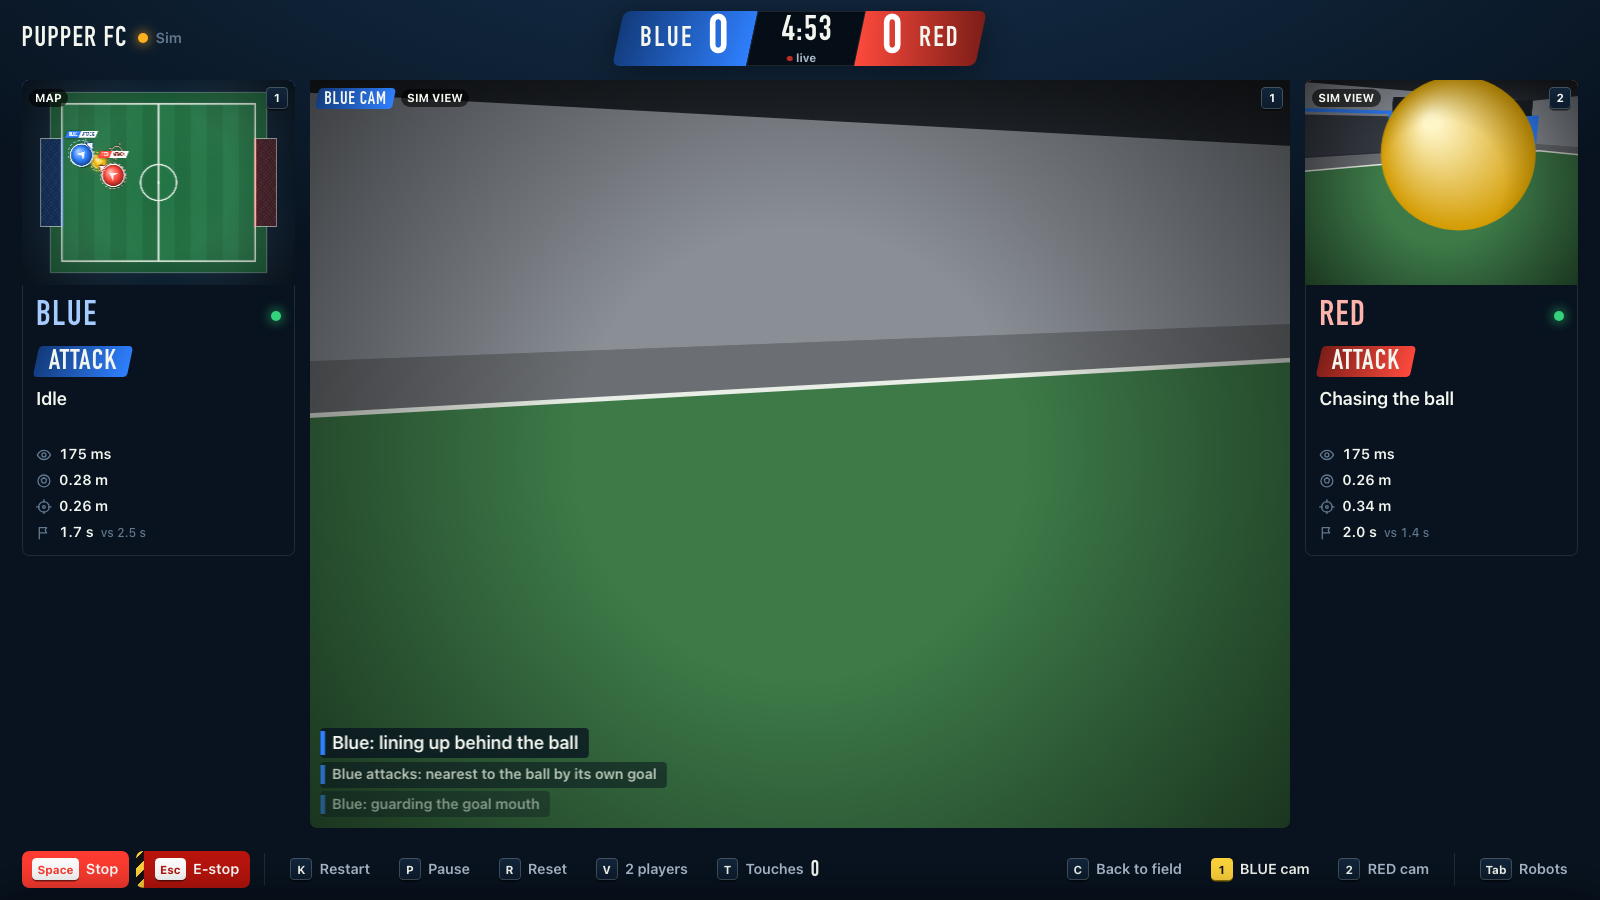 PUPPER FC Sim
BLUE 0 4:53 0 RED
live
MAP 1
BLUE CAM SIM VIEW 1
SIM VIEW 2
BLUE
ATTACK
Idle
175 ms
0.28 m
0.26 m
1.7 s vs 2.5 s
RED
ATTACK
Chasing the ball
175 ms
0.26 m
0.34 m
2.0 s vs 1.4 s
Blue: lining up behind the ball
Blue attacks: nearest to the ball by its own goal
Blue: guarding the goal mouth
Space Stop Esc E-stop K Restart P Pause R Reset V 2 players T Touches 0 C Back to field 1 BLUE cam 2 RED cam Tab Robots